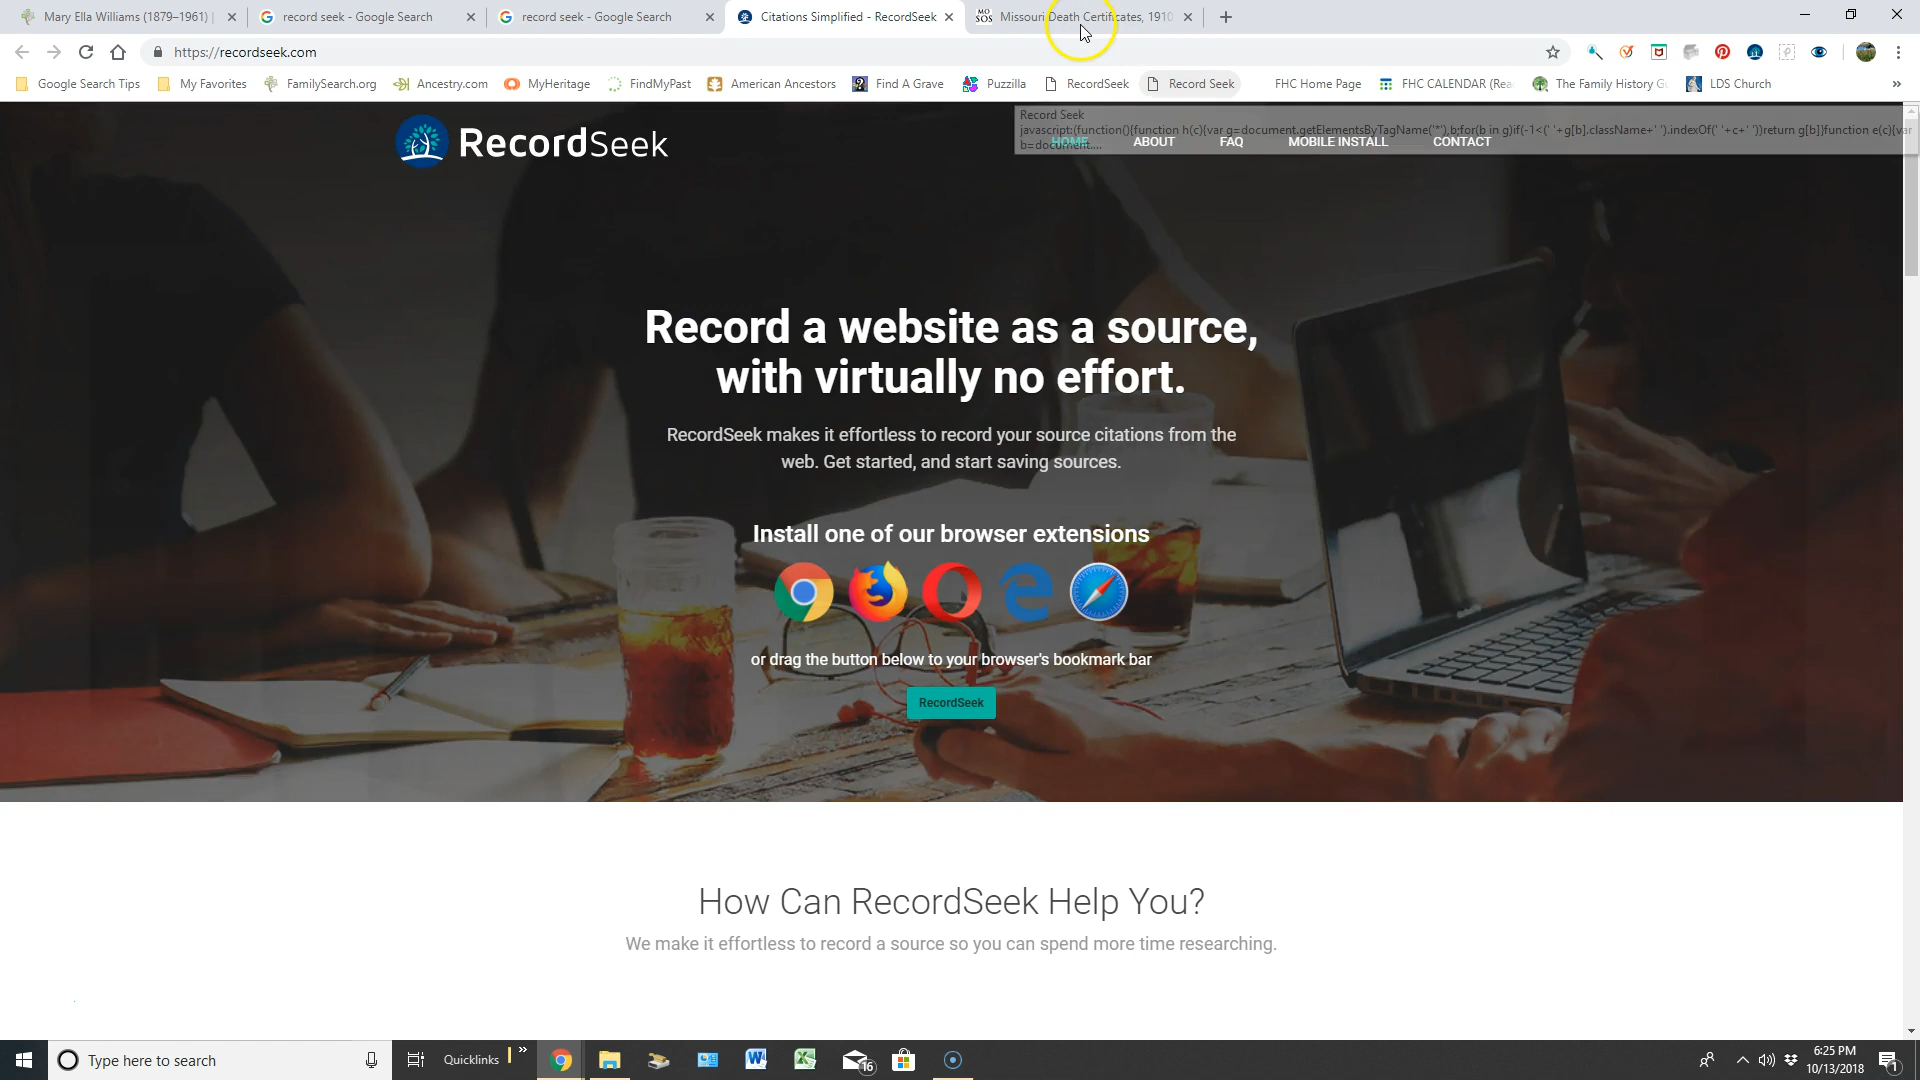 Mary Ella Williams (1879–1961) |
record seek - Google Search
record seek - Google Search
Citations Simplified - RecordSeek
MO SOS Missouri Death Certificates, 1910
https://recordseek.com
Google Search Tips My Favorites FamilySearch.org Ancestry.com MyHeritage FindMyPast American Ancestors Find A Grave Puzzilla RecordSeek Record Seek FHC Home Page FHC CALENDAR (Rea The Family History G LDS Church »
Record Seek
javascript:(function(){function h(c){var g=document.getElementsByTagName('*'),b;for(b in g)if(-1<(' '+g[b].className+' ').indexOf(' '+c+' '))return g[b]}function e(c){var
b=document....
RecordSeek
HOME ABOUT FAQ MOBILE INSTALL CONTACT
Record a website as a source,
with virtually no effort.
RecordSeek makes it effortless to record your source citations from the
web. Get started, and start saving sources.
Install one of our browser extensions
or drag the button below to your browser's bookmark bar
RecordSeek
How Can RecordSeek Help You?
We make it effortless to record a source so you can spend more time researching.
Type here to search
Quicklinks »
16
6:25 PM
10/13/2018
1